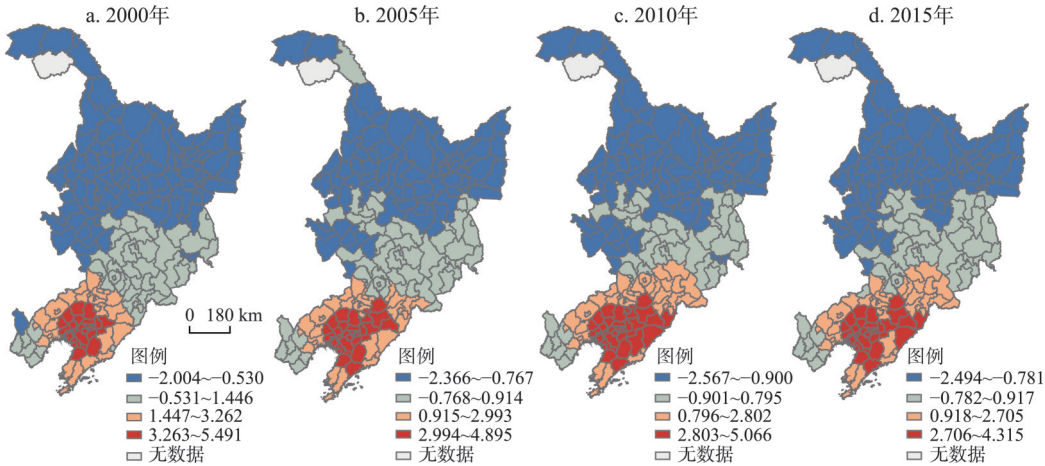 a. 2000年
b. 2005年
c. 2010年
d. 2015年
0 180 km
图例
−2.004~−0.530
−0.531~1.446
1.447~3.262
3.263~5.491
无数据
图例
−2.366~−0.767
−0.768~0.914
0.915~2.993
2.994~4.895
无数据
图例
−2.567~−0.900
−0.901~0.795
0.796~2.802
2.803~5.066
无数据
图例
−2.494~−0.781
−0.782~0.917
0.918~2.705
2.706~4.315
无数据